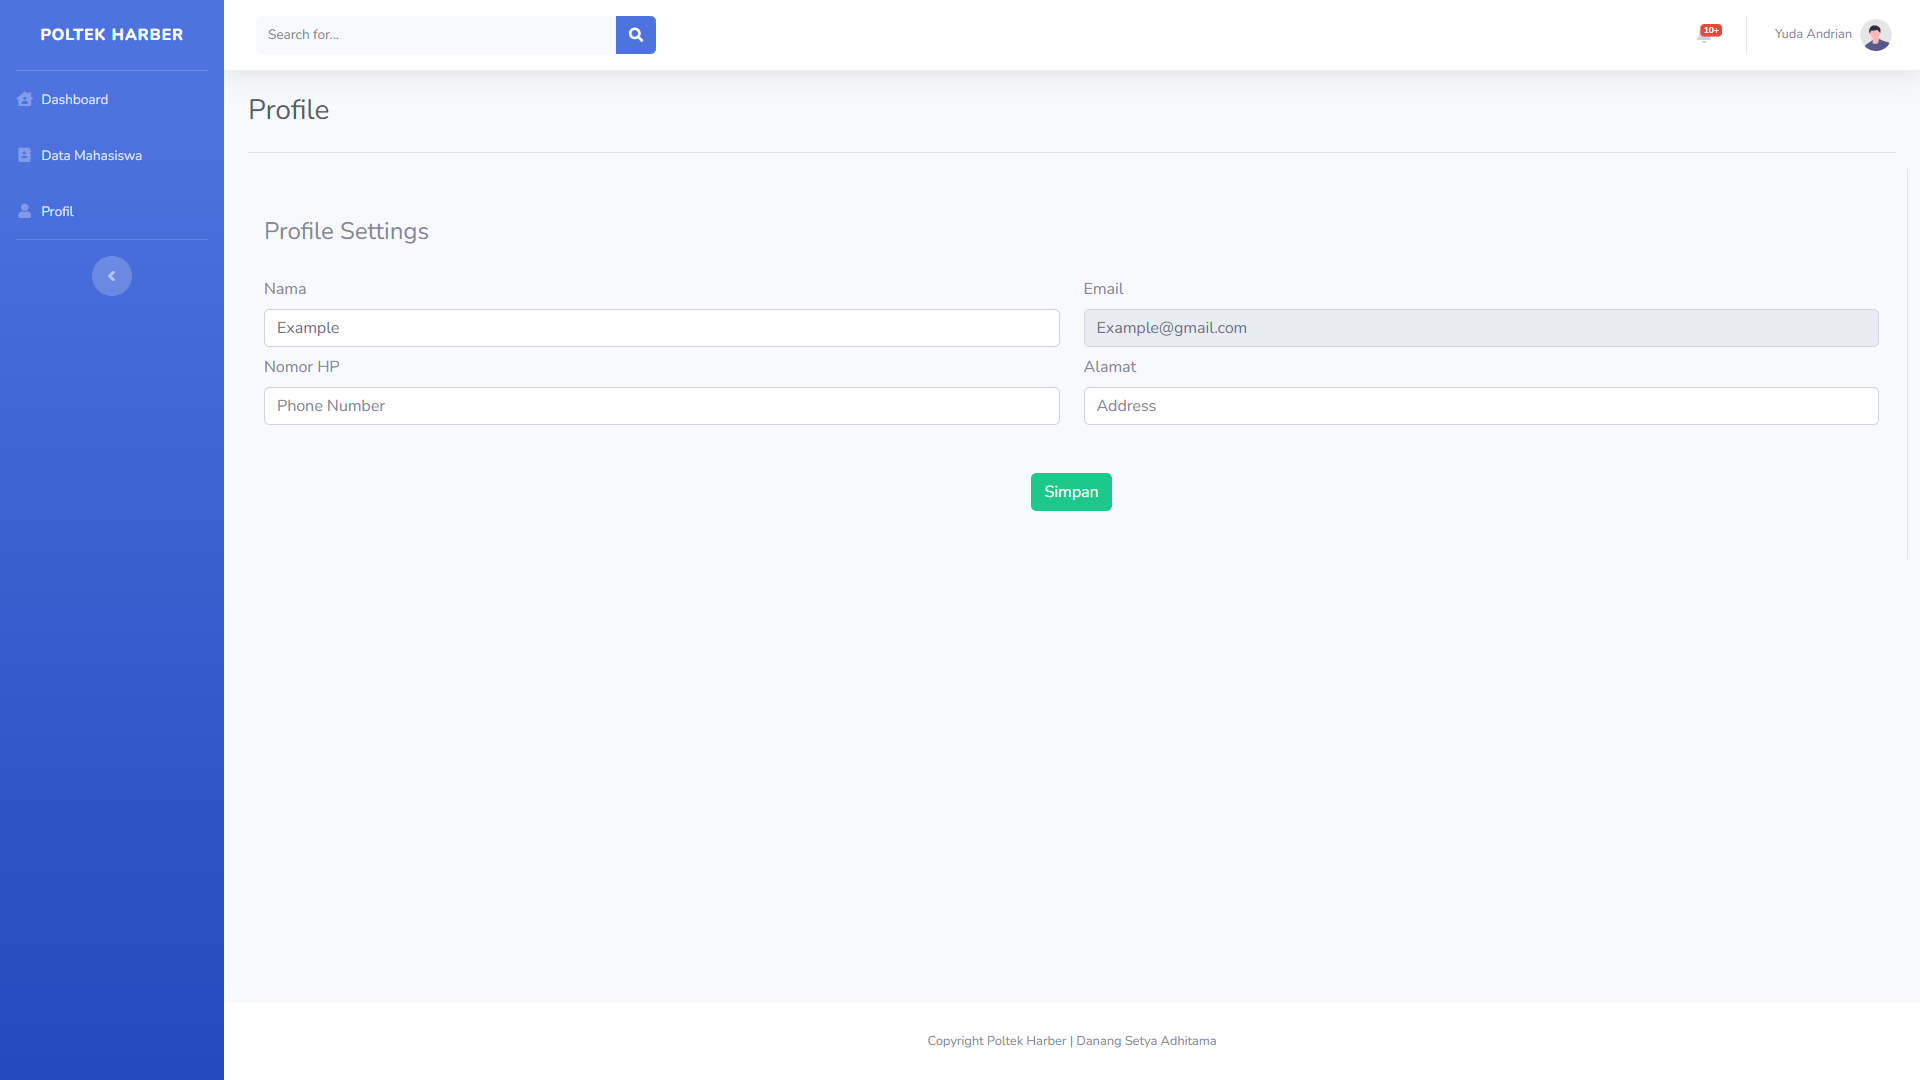 POLTEK HARBER
Search for...
10+
Yuda Andrian
Dashboard
Data Mahasiswa
Profil
Profile
Profile Settings
Nama
Email
Example
Example@gmail.com
Nomor HP
Alamat
Phone Number
Address
Simpan
Copyright Poltek Harber | Danang Setya Adhitama